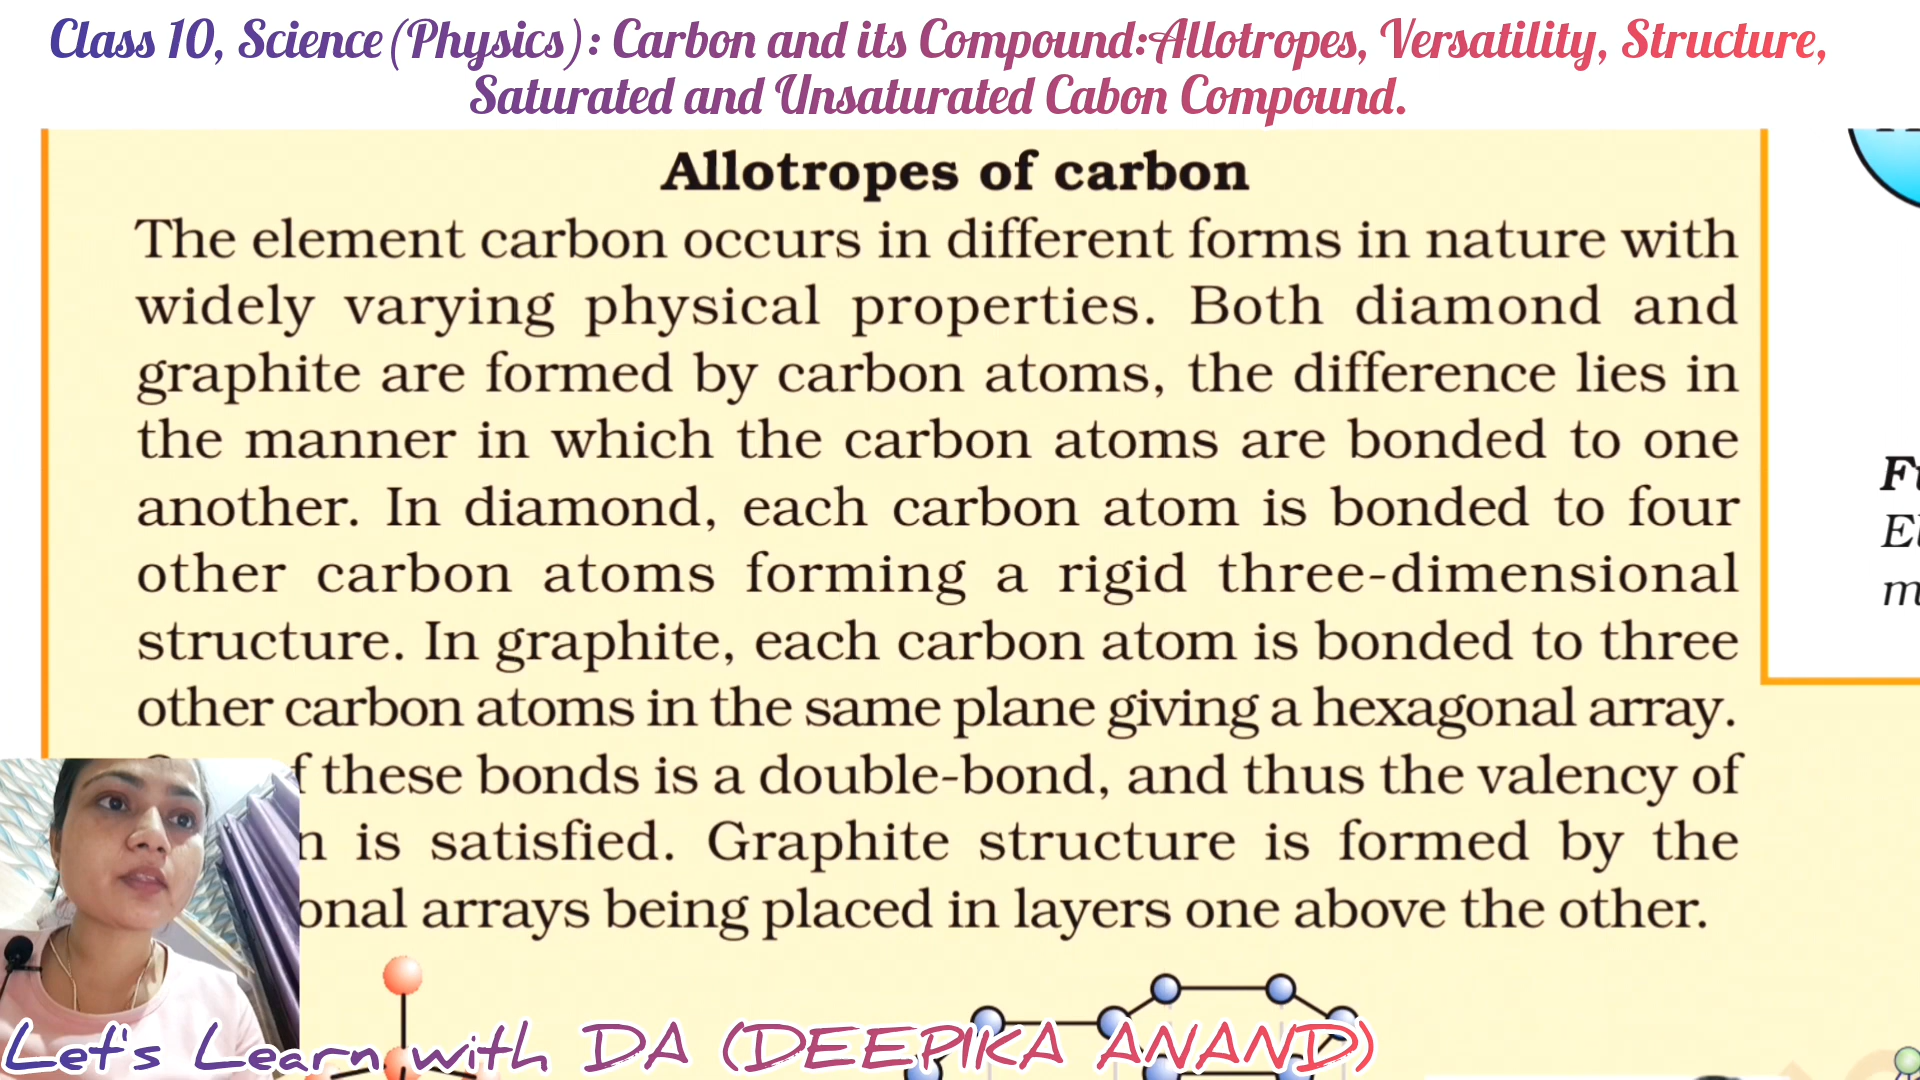 Class 10, Science (Physics): Carbon and its Compound:Allotropes, Versatility, Structure,
Saturated and Unsaturated Cabon Compound.
Allotropes of carbon
The element carbon occurs in different forms in nature with
widely varying physical properties. Both diamond and
graphite are formed by carbon atoms, the difference lies in
the manner in which the carbon atoms are bonded to one
another. In diamond, each carbon atom is bonded to four
other carbon atoms forming a rigid three-dimensional
structure. In graphite, each carbon atom is bonded to three
other carbon atoms in the same plane giving a hexagonal array.
these bonds is a double-bond, and thus the valency of
is satisfied. Graphite structure is formed by the
arrays being placed in layers one above the other.
Let's Learn with DA (DEEPIKA ANAND)